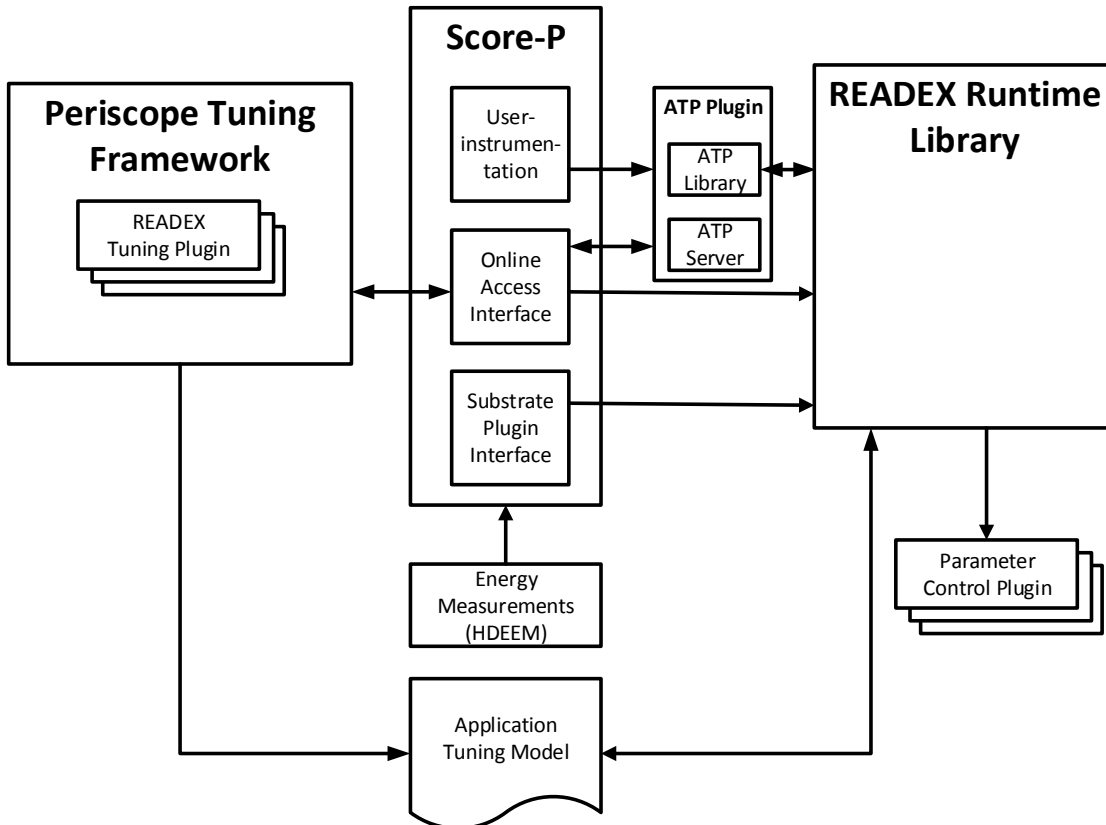 Periscope Tuning
Framework
READEX
Tuning Plugin
Score-P
User-
instrumen-
tation
Online
Access
Interface
Substrate
Plugin
Interface
Energy
Measurements
(HDEEM)
Application
Tuning Model
ATP Plugin
ATP
Library
ATP
Server
READEX Runtime
Library
Parameter
Control Plugin